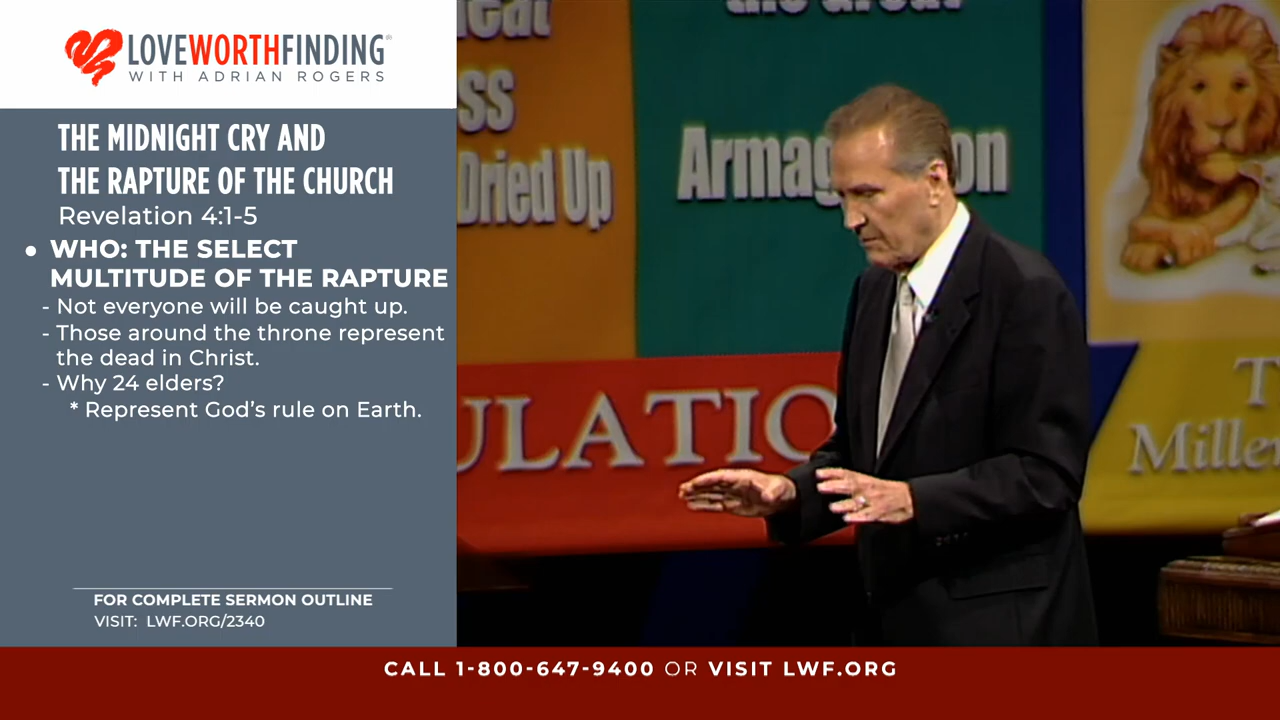 LOVEWORTHFINDING®
WITH ADRIAN ROGERS
THE MIDNIGHT CRY AND
THE RAPTURE OF THE CHURCH
Revelation 4:1-5
● WHO: THE SELECT
MULTITUDE OF THE RAPTURE
- Not everyone will be caught up.
- Those around the throne represent
the dead in Christ.
- Why 24 elders?
* Represent God's rule on Earth.
FOR COMPLETE SERMON OUTLINE
VISIT: LWF.ORG/2340
Dried Up
CALL 1-800-647-9400 OR VISIT LWF.ORG